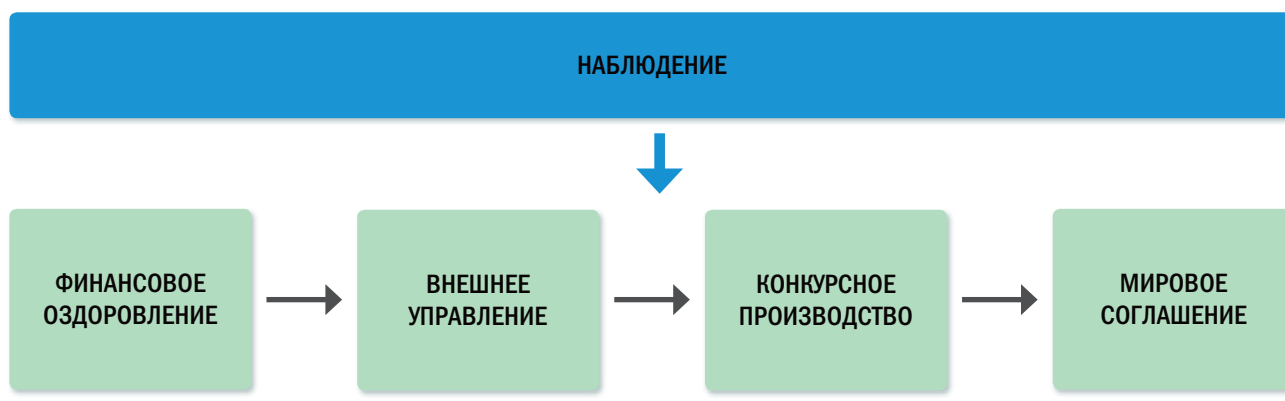 НАБЛЮДЕНИЕ
ФИНАНСОВОЕ
ОЗДОРОВЛЕНИЕ
ВНЕШНЕЕ
УПРАВЛЕНИЕ
КОНКУРСНОЕ
ПРОИЗВОДСТВО
МИРОВОЕ
СОГЛАШЕНИЕ